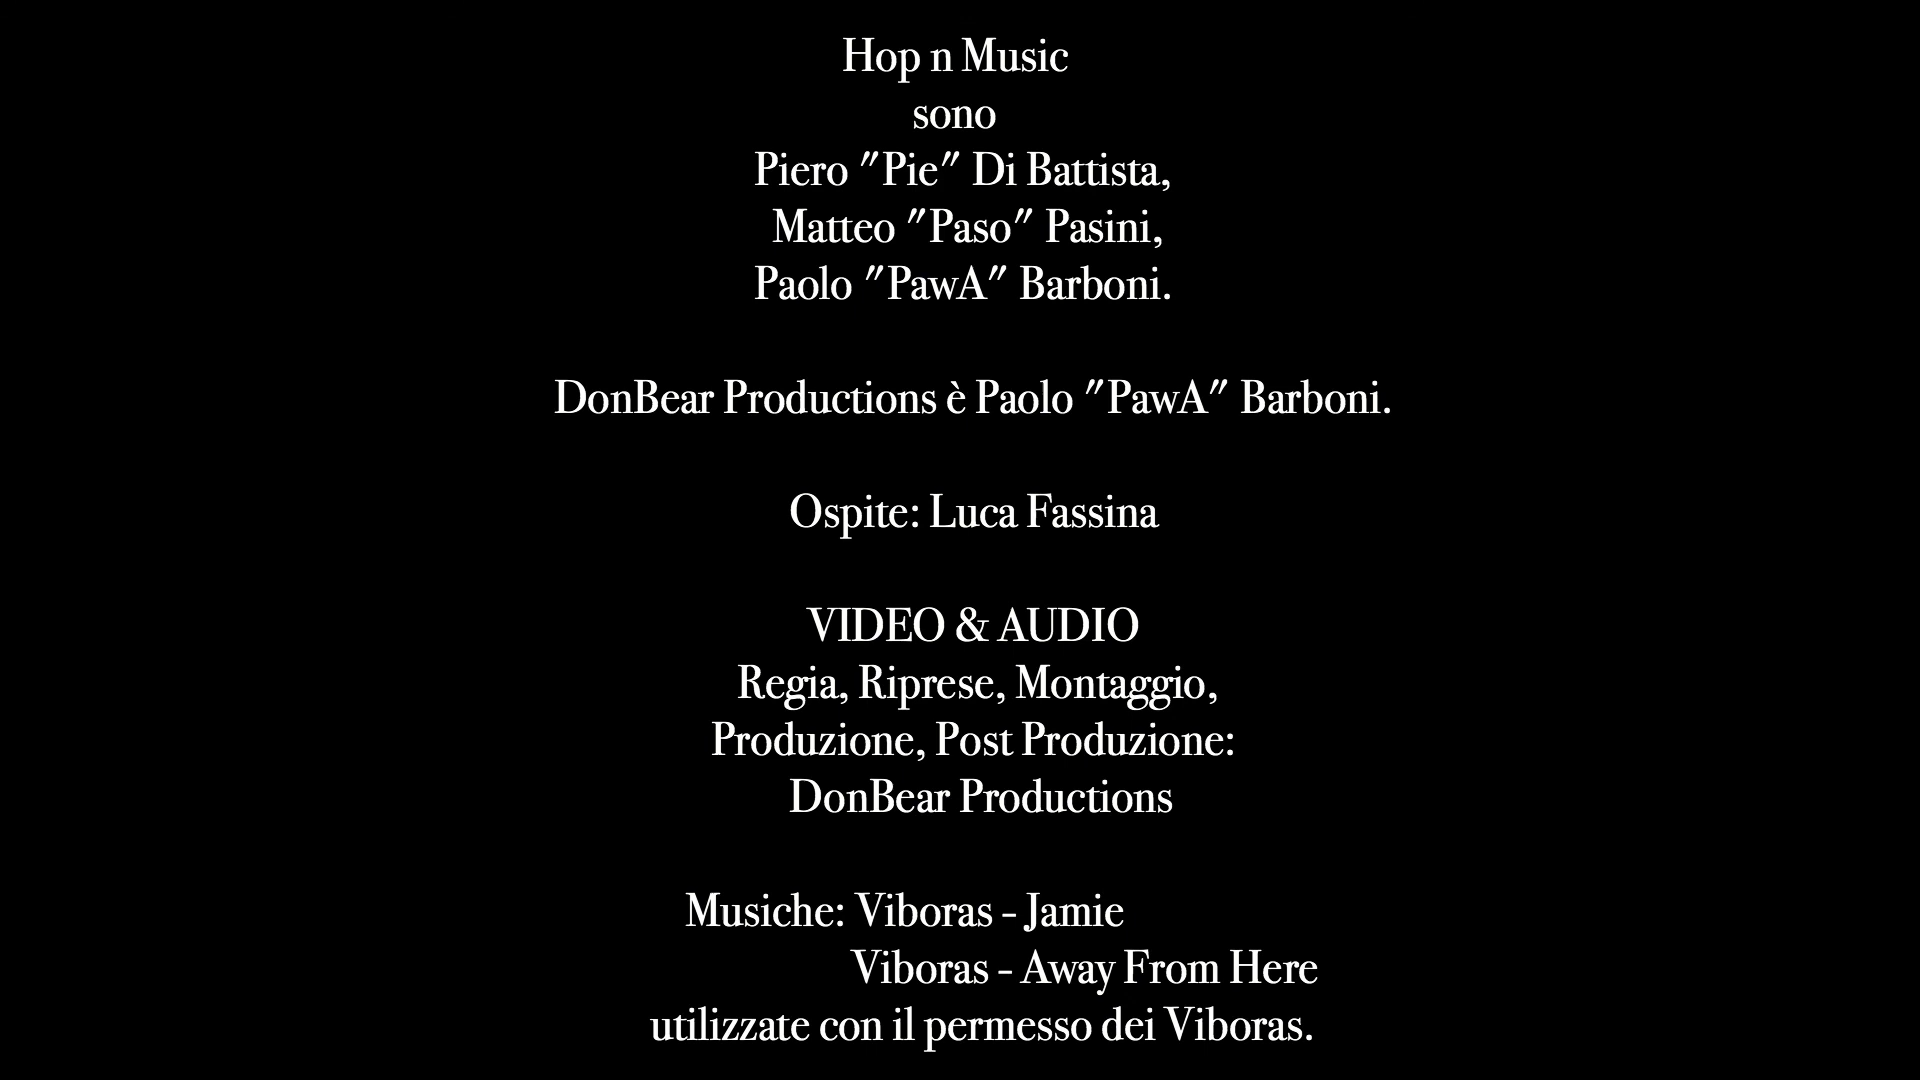 Hop n Music
sono
Piero "Pie" Di Battista,
Matteo "Paso" Pasini,
Paolo "PawA" Barboni.
DonBear Productions è Paolo "PawA" Barboni.
Ospite: Luca Fassina
VIDEO & AUDIO
Regia, Riprese, Montaggio,
Produzione, Post Produzione:
DonBear Productions
Musiche: Viboras - Jamie
Viboras - Away From Here
utilizzate con il permesso dei Viboras.